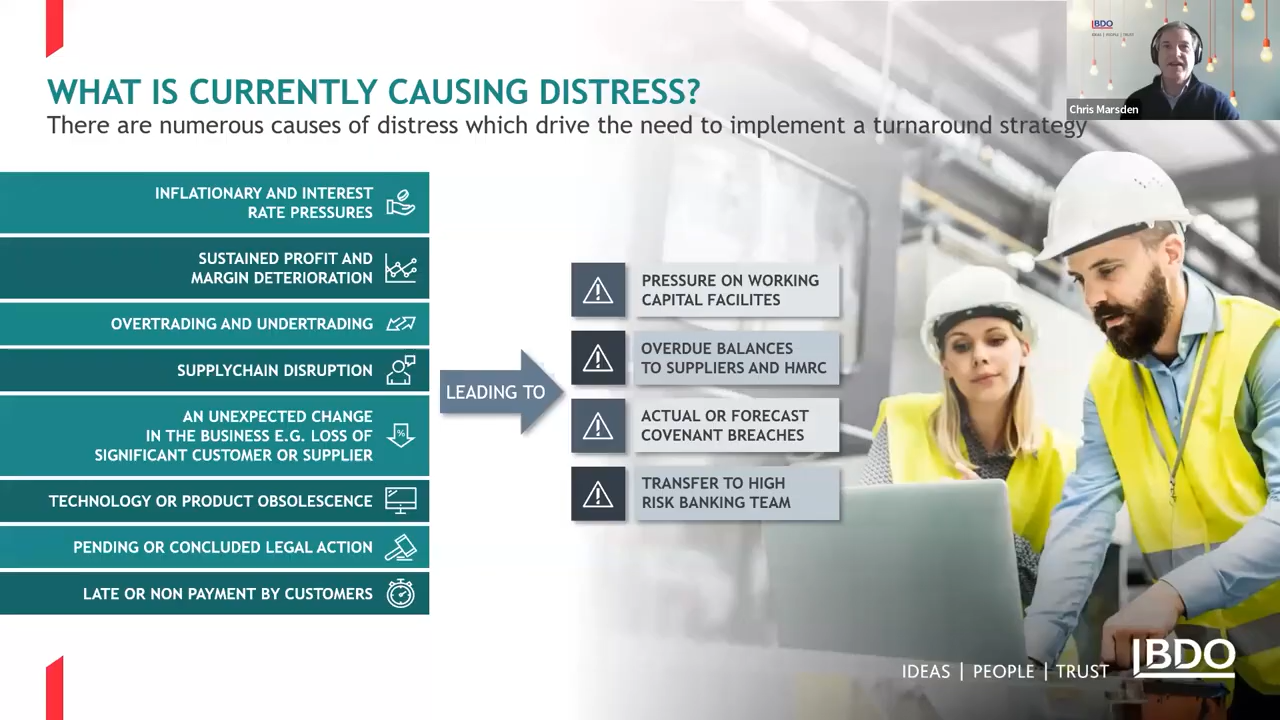 WHAT IS CURRENTLY CAUSING DISTRESS?
There are numerous causes of distress which drive the need to implement a turnaround strategy
BDO
IDEAS | PEOPLE | TRUST
Chris Marsden
INFLATIONARY AND INTEREST
RATE PRESSURES
SUSTAINED PROFIT AND
MARGIN DETERIORATION
OVERTRADING AND UNDERTRADING
SUPPLYCHAIN DISRUPTION
AN UNEXPECTED CHANGE
IN THE BUSINESS E.G. LOSS OF
SIGNIFICANT CUSTOMER OR SUPPLIER
%
TECHNOLOGY OR PRODUCT OBSOLESCENCE
PENDING OR CONCLUDED LEGAL ACTION
LATE OR NON PAYMENT BY CUSTOMERS
LEADING TO
PRESSURE ON WORKING
CAPITAL FACILITES
OVERDUE BALANCES
TO SUPPLIERS AND HMRC
ACTUAL OR FORECAST
COVENANT BREACHES
TRANSFER TO HIGH
RISK BANKING TEAM
IDEAS | PEOPLE | TRUST
BDO